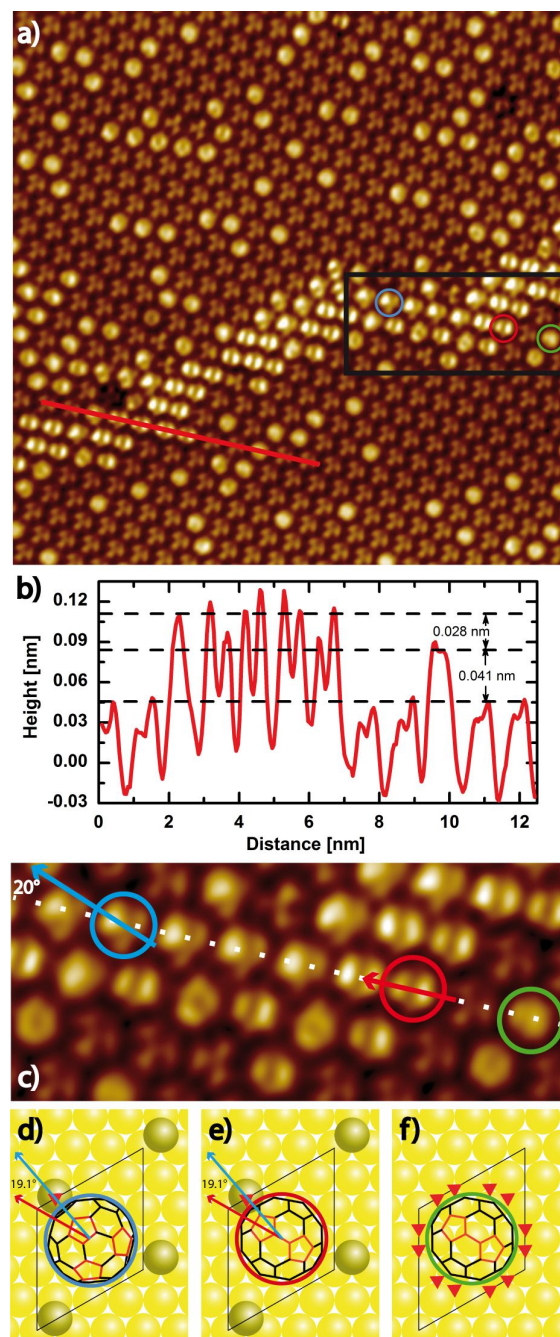 a)
b)
0.12
0.09
0.06
0.03
0.00
-0.03
Height [nm]
0.028 nm
0.041 nm
0
2
4
6
8
10
12
Distance [nm]
20°
c)
d)
e)
f)
19.1°
19.1°